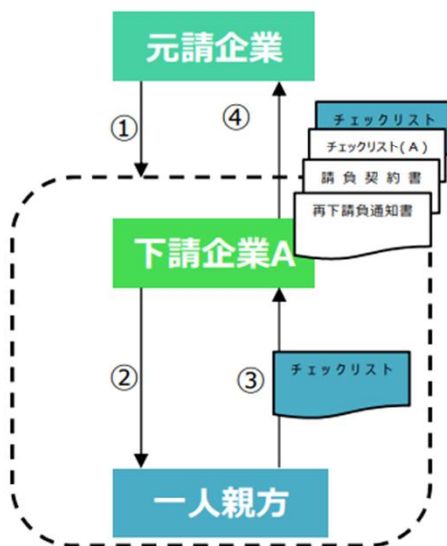 元請企業
①
④
チェックリスト
チェックリスト(A)
請負契約書
再下請負通知書
下請企業A
②
③
チェックリスト
一人親方